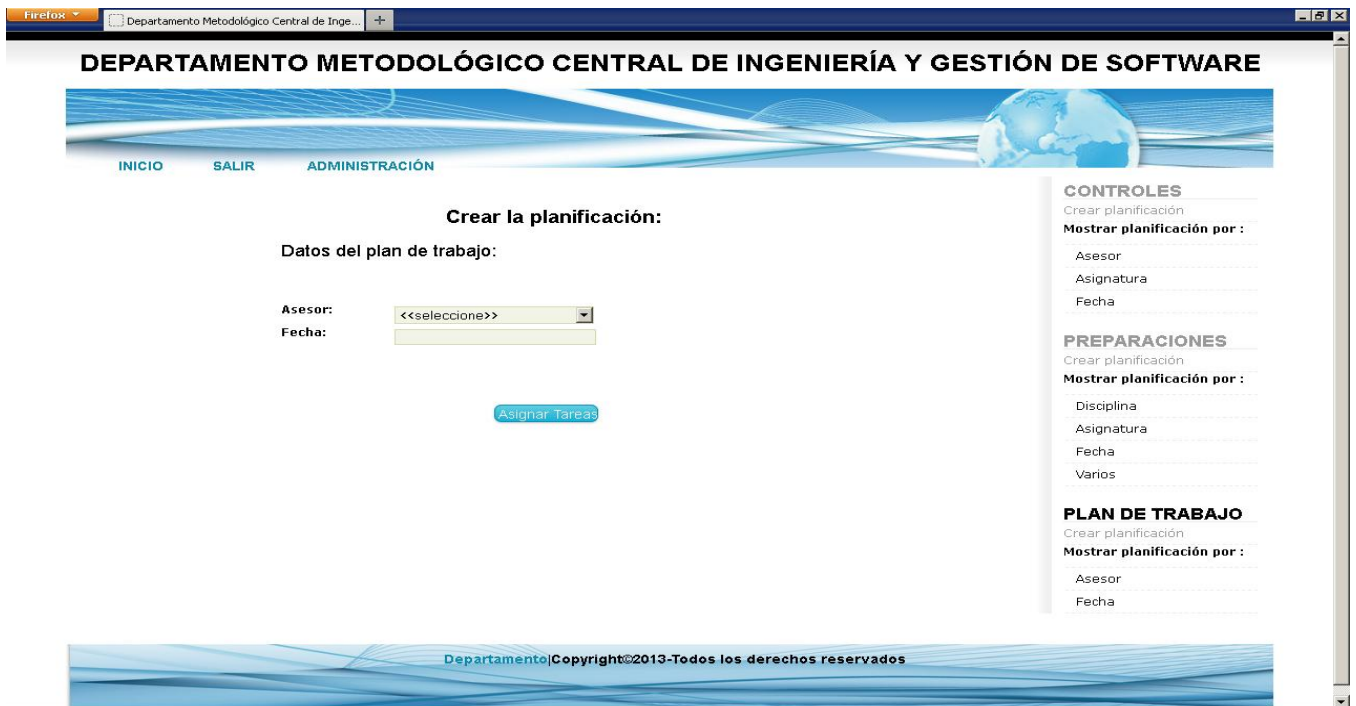 Firefox
Departamento Metodológico Central de Inge...
DEPARTAMENTO METODOLÓGICO CENTRAL DE INGENIERÍA Y GESTIÓN DE SOFTWARE
INICIO SALIR ADMINISTRACIÓN
Crear la planificación:
Datos del plan de trabajo:
Asesor: <<seleccione>>
Fecha:
Asignar Tareas
CONTROLES
Crear planificación
Mostrar planificación por :
Asesor
Asignatura
Fecha
PREPARACIONES
Crear planificación
Mostrar planificación por :
Disciplina
Asignatura
Fecha
Varios
PLAN DE TRABAJO
Crear planificación
Mostrar planificación por :
Asesor
Fecha
Departamento|Copyright©2013-Todos los derechos reservados